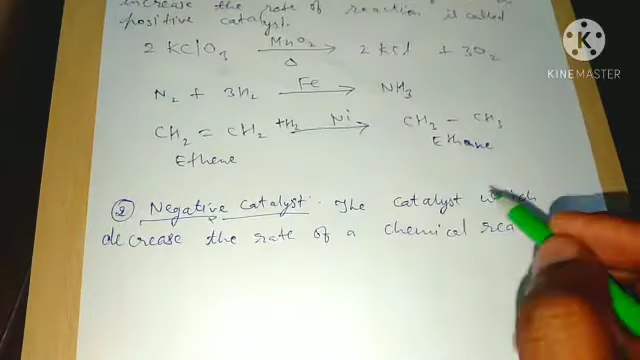 increase the rate of reaction is called
positive catalyst.
2 KClO3 MnO2 Δ 2 KCl + 3O2
N2 + 3H2 Fe NH3
CH2 = CH2 +H2 Ni CH3 - CH3
Ethene Ethane
② Negative Catalyst. The catalyst which
decrease the rate of a chemical
KINEMASTER